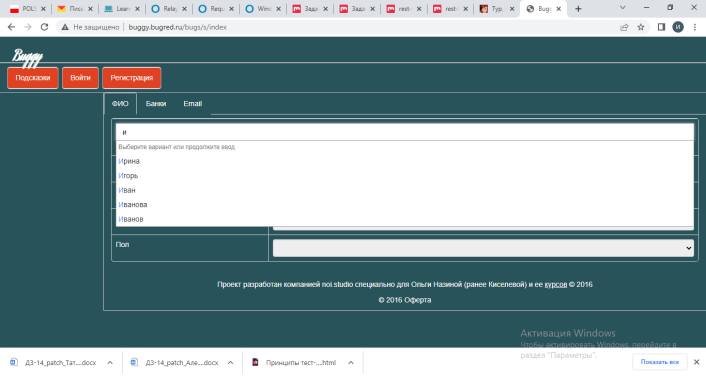 POL!
Пись
Lear
Rela
Requ
Wind
Зада
Зада
rest-
rest-
Тур.
Bugg
Не защищено | buggy.bugred.ru/bugs/s/index
И
Buggy
Подсказки
Войти
Регистрация
ФИО
Банки
Email
и
Выберите вариант или продолжите ввод
Ирина
Игорь
Иван
Иванова
Иванов
Пол
Проект разработан компанией noi.studio специально для Ольги Назиной (ранее Киселевой) и ее курсов © 2016
© 2016 Оферта
Активация Windows
Чтобы активировать Windows, перейдите в
раздел "Параметры".
ДЗ-14_patch_Тат....docx
ДЗ-14_patch_Але....docx
Принципы тест-....html
Показать все